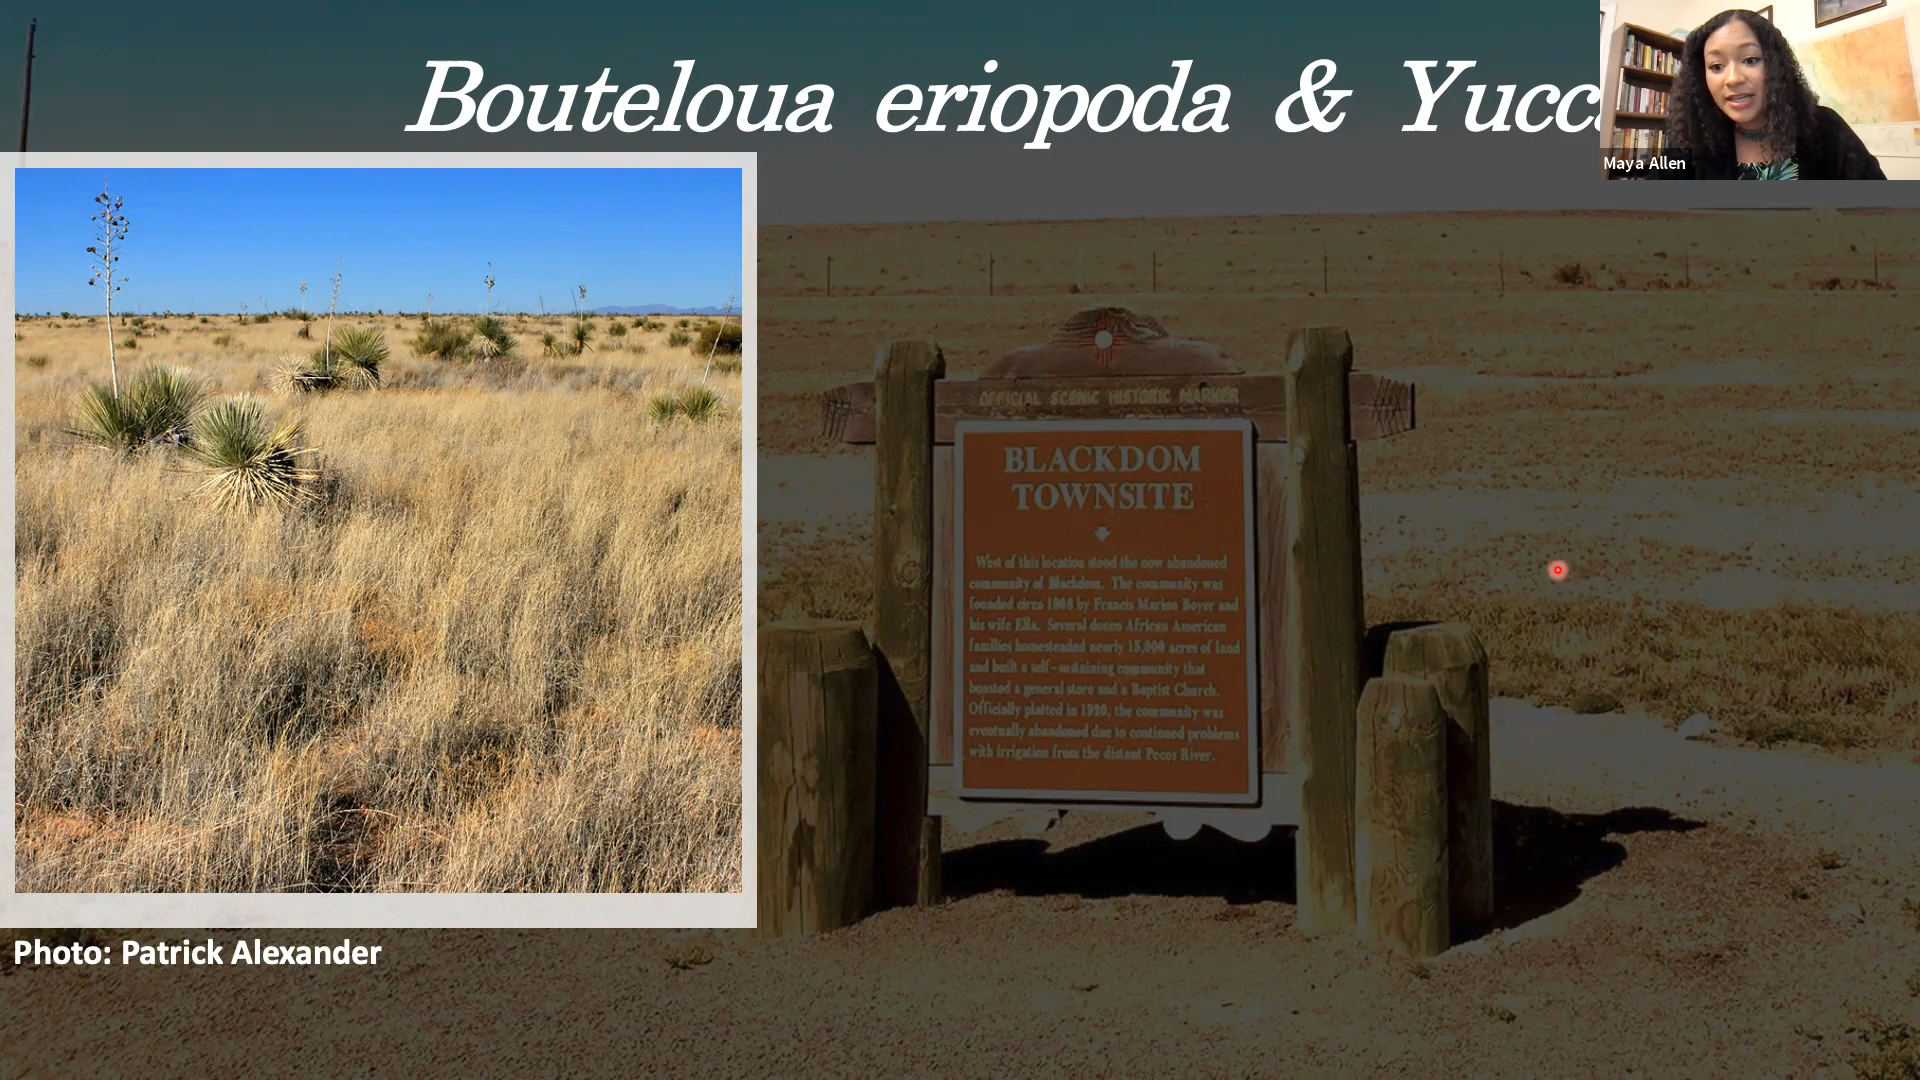 Bouteloua eriopoda & Yucc
Maya Allen
OFFICIAL SCENIC HISTORIC MARKER
BLACKDOM
TOWNSITE
West of this location stood the now abandoned
community of Blackdom. The community was
founded circa 1908 by Francis Marion Boyer and
his wife Ella. Several dozen African American
families homesteaded nearly 15,000 acres of land
and built a self-sustaining community that
boasted a general store and a Baptist Church.
Officially platted in 1920, the community was
eventually abandoned due to continued problems
with irrigation from the distant Pecos River.
Photo: Patrick Alexander